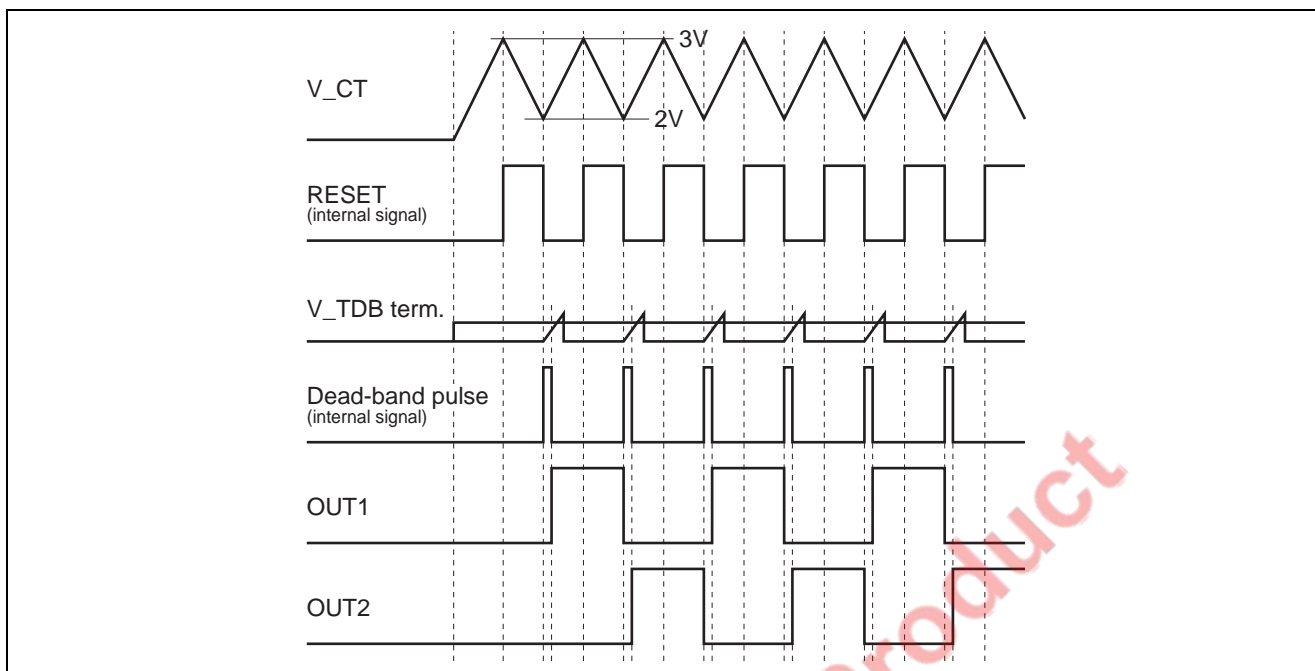 3V
V_CT
2V
RESET
(internal signal)
V_TDB term.
Dead-band pulse
(internal signal)
OUT1
OUT2